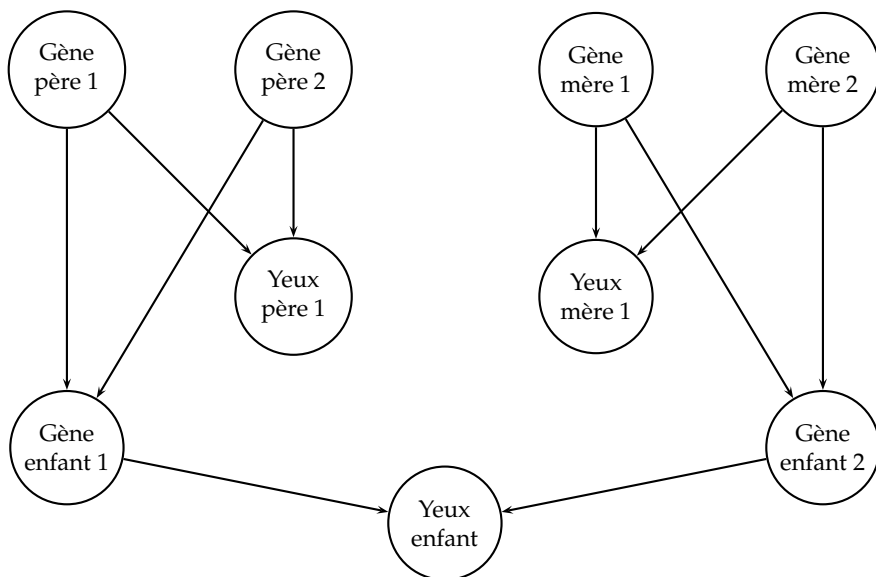 Gène
père 1
Gène
père 2
Gène
mère 1
Gène
mère 2
Yeux
père 1
Yeux
mère 1
Gène
enfant 1
Gène
enfant 2
Yeux
enfant